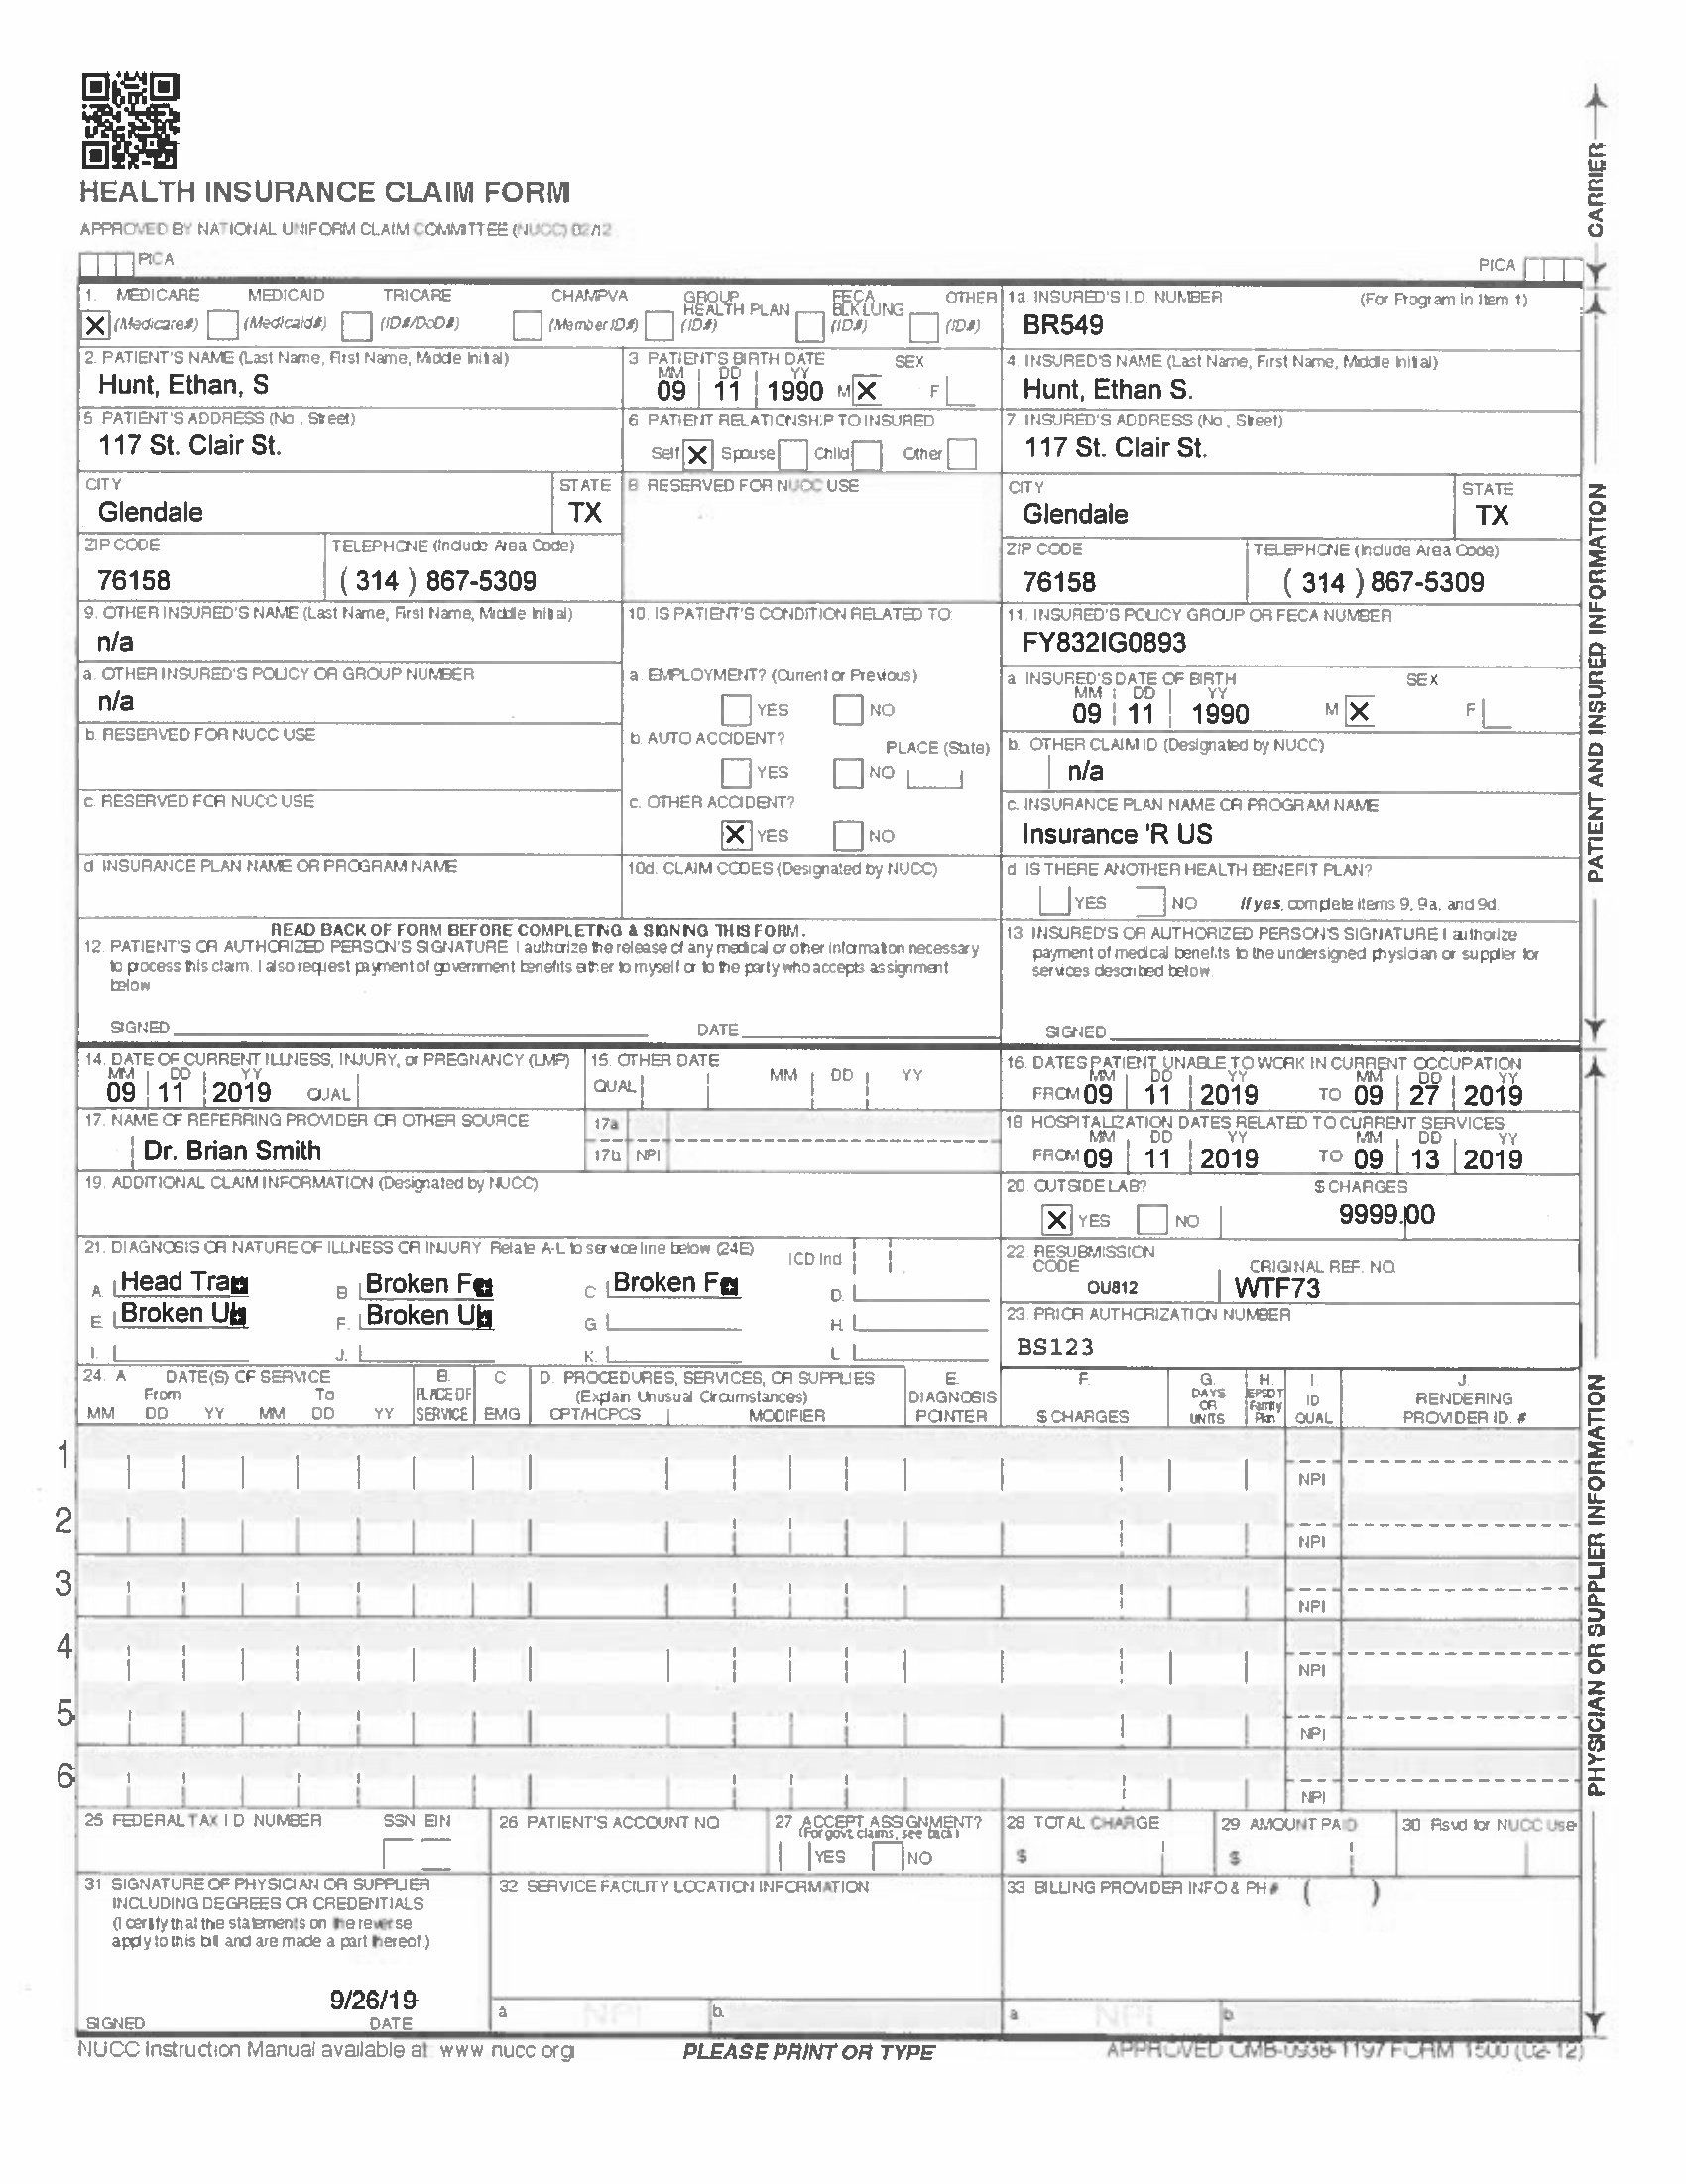 HEALTH INSURANCE CLAIM FORM
APPROVED BY NATIONAL UNIFORM CLAIM COMMITTEE (NUCC) 02/12
PICA PICA
CARRIER
1. MEDICARE MEDICAID TRICARE CHAMPVA GROUP HEALTH PLAN FECA BLK LUNG OTHER
X (Medicare#) (Medicaid#) (ID#/DoD#) (Member ID#) (ID#) (ID#) (ID#)
1a. INSURED'S I.D. NUMBER (For Program in Item 1)
BR549
2. PATIENT'S NAME (Last Name, First Name, Middle Initial)
Hunt, Ethan, S
3 PATIENT'S BIRTH DATE SEX
MM DD YY
09 11 1990 M X F
4. INSURED'S NAME (Last Name, First Name, Middle Initial)
Hunt, Ethan S.
5 PATIENT'S ADDRESS (No., Street)
117 St. Clair St.
6 PATIENT RELATIONSHIP TO INSURED
Self X Spouse Child Other
7. INSURED'S ADDRESS (No., Street)
117 St. Clair St.
CITY STATE
Glendale TX
8 RESERVED FOR NUCC USE
CITY STATE
Glendale TX
ZIP CODE TELEPHONE (Include Area Code)
76158 ( 314 ) 867-5309
ZIP CODE TELEPHONE (Include Area Code)
76158 ( 314 ) 867-5309
9. OTHER INSURED'S NAME (Last Name, First Name, Middle Initial)
n/a
10. IS PATIENT'S CONDITION RELATED TO
11. INSURED'S POLICY GROUP OR FECA NUMBER
FY832IG0893
a. OTHER INSURED'S POLICY OR GROUP NUMBER
n/a
a. EMPLOYMENT? (Current or Previous)
YES NO
a INSURED'S DATE OF BIRTH SEX
MM DD YY
09 11 1990 M X F
b. RESERVED FOR NUCC USE
b. AUTO ACCIDENT? PLACE (State)
YES NO
b. OTHER CLAIM ID (Designated by NUCC)
n/a
c. RESERVED FOR NUCC USE
c. OTHER ACCIDENT?
X YES NO
c. INSURANCE PLAN NAME OR PROGRAM NAME
Insurance 'R US
d INSURANCE PLAN NAME OR PROGRAM NAME
10d. CLAIM CODES (Designated by NUCC)
d IS THERE ANOTHER HEALTH BENEFIT PLAN?
YES NO If yes, complete items 9, 9a, and 9d.
PATIENT AND INSURED INFORMATION
READ BACK OF FORM BEFORE COMPLETING & SIGNING THIS FORM.
12. PATIENT'S OR AUTHORIZED PERSON'S SIGNATURE I authorize the release of any medical or other information necessary
to process this claim. I also request payment of government benefits either to myself or to the party who accepts assignment
below
SIGNED DATE
13 INSURED'S OR AUTHORIZED PERSON'S SIGNATURE I authorize
payment of medical benefits to the undersigned physician or supplier for
services described below.
SIGNED
14. DATE OF CURRENT ILLNESS, INJURY, or PREGNANCY (LMP)
MM DD YY
09 11 2019 QUAL
15. OTHER DATE
QUAL MM DD YY
16. DATES PATIENT UNABLE TO WORK IN CURRENT OCCUPATION
MM DD YY MM DD YY
FROM 09 11 2019 TO 09 27 2019
17. NAME OF REFERRING PROVIDER OR OTHER SOURCE
Dr. Brian Smith
17a
17b NPI
18 HOSPITALIZATION DATES RELATED TO CURRENT SERVICES
MM DD YY MM DD YY
FROM 09 11 2019 TO 09 13 2019
19. ADDITIONAL CLAIM INFORMATION (Designated by NUCC)
20. OUTSIDE LAB? $ CHARGES
X YES NO 9999.00
21. DIAGNOSIS OR NATURE OF ILLNESS OR INJURY Relate A-L to service line below (24E) ICD Ind
A. Head Tra B Broken F C Broken F D.
E. Broken U F. Broken U G H.
I. J. K. L
22. RESUBMISSION CODE ORIGINAL REF. NO.
OU812 WTF73
23. PRIOR AUTHORIZATION NUMBER
BS123
24. A DATE(S) OF SERVICE B. C D. PROCEDURES, SERVICES, OR SUPPLIES E. F. G. H. I. J.
From To PLACE OF (Explain Unusual Circumstances) DIAGNOSIS DAYS OR EPSDT Family ID RENDERING
MM DD YY MM DD YY SERVICE EMG CPT/HCPCS MODIFIER POINTER $ CHARGES UNITS Plan QUAL PROVIDER ID. #
1 NPI
2 NPI
3 NPI
4 NPI
5 NPI
6 NPI
PHYSICIAN OR SUPPLIER INFORMATION
25 FEDERAL TAX I D NUMBER SSN EIN
26 PATIENT'S ACCOUNT NO
27 ACCEPT ASSIGNMENT?
(For govt. claims, see back)
YES NO
28 TOTAL CHARGE
$
29 AMOUNT PAID
$
30 Rsvd for NUCC Use
31 SIGNATURE OF PHYSICIAN OR SUPPLIER
INCLUDING DEGREES OR CREDENTIALS
(I certify that the statements on the reverse
apply to this bill and are made a part thereof.)
9/26/19
SIGNED DATE
32 SERVICE FACILITY LOCATION INFORMATION
a NPI b.
33 BILLING PROVIDER INFO & PH # ( )
a NPI b
NUCC Instruction Manual available at: www nucc org
PLEASE PRINT OR TYPE
APPROVED OMB-0938-1197 FORM 1500 (02-12)